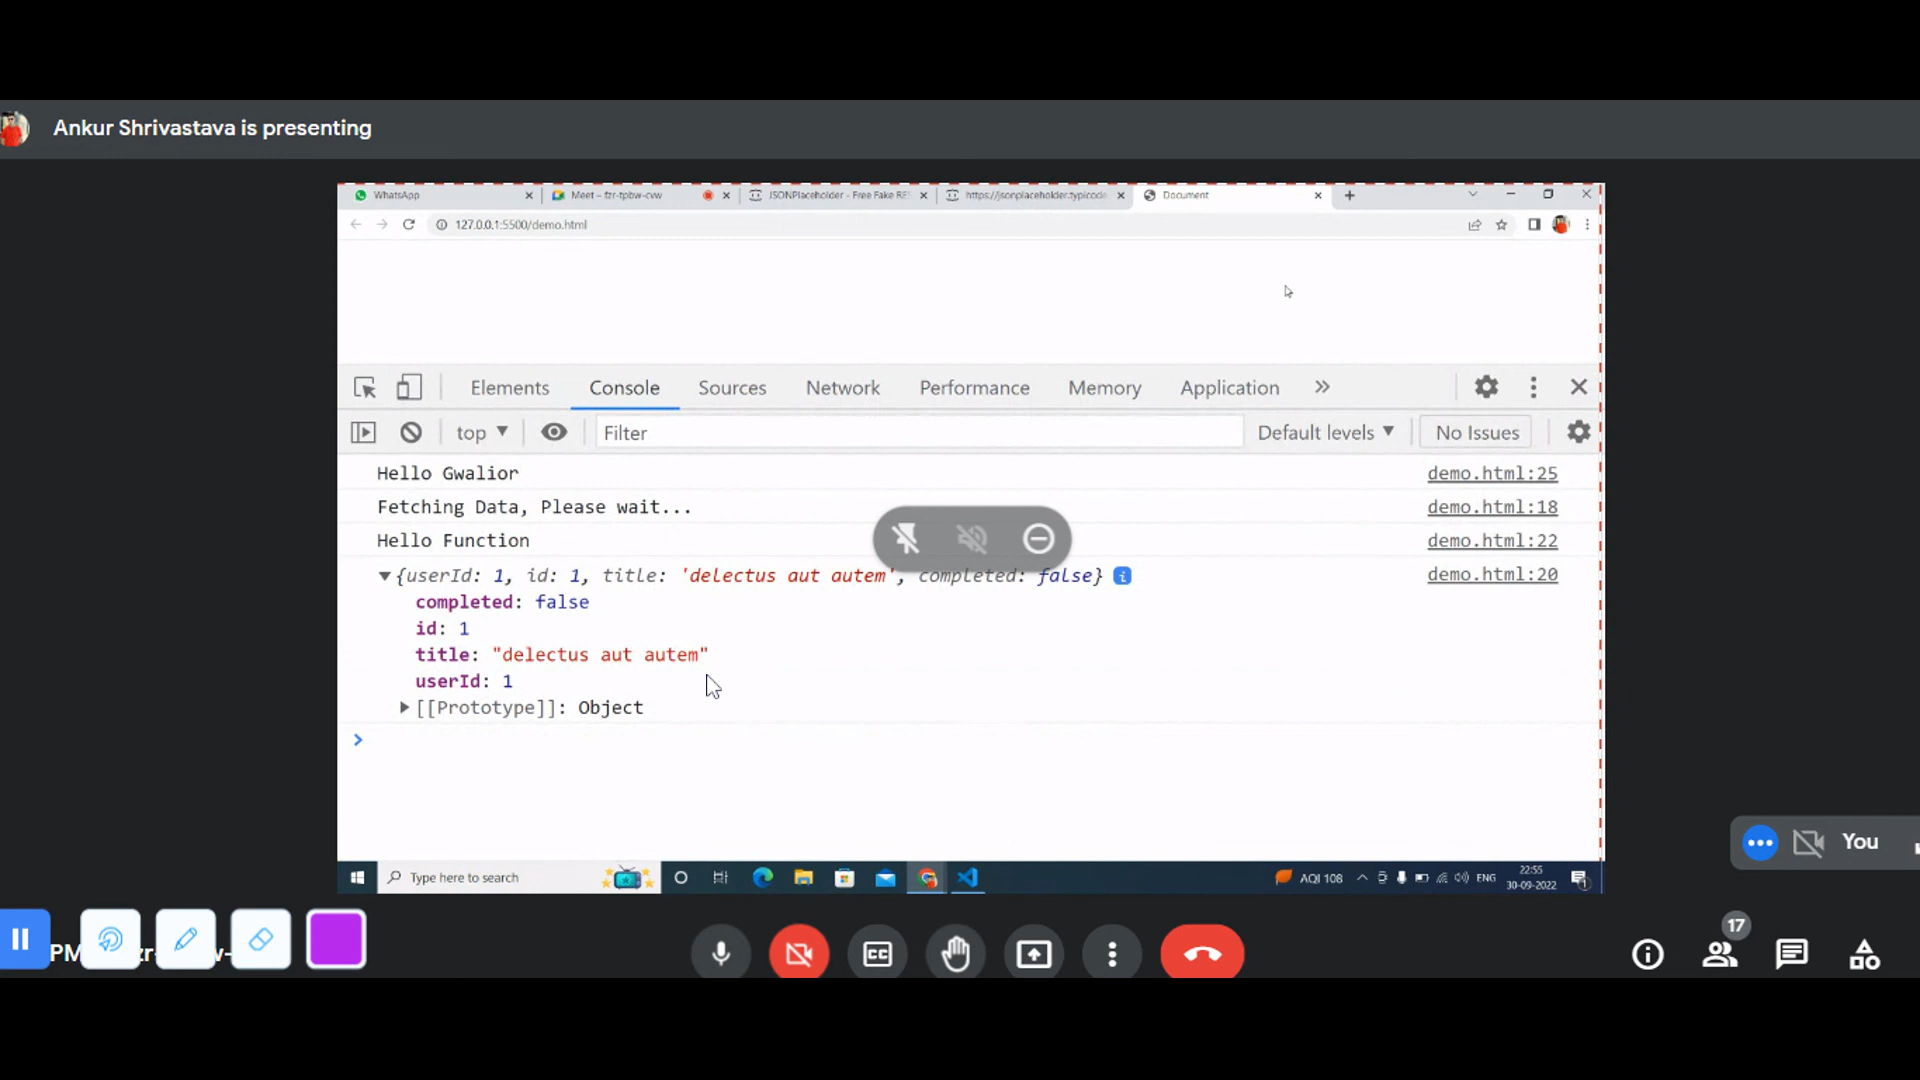 Ankur Shrivastava is presenting
WhatsApp
Meet – fzr-tpbw-cvw
JSONPlaceholder - Free Fake RE
https://jsonplaceholder.typicode
Document
127.0.0.1:5500/demo.html
Elements
Console
Sources
Network
Performance
Memory
Application
top
Filter
Default levels
No Issues
Hello Gwalior demo.html:25
Fetching Data, Please wait... demo.html:18
Hello Function demo.html:22
{userId: 1, id: 1, title: 'delectus aut autem', completed: false} demo.html:20
completed: false
id: 1
title: "delectus aut autem"
userId: 1
[[Prototype]]: Object
You
Type here to search
AQI 108
ENG
22:55
30-09-2022
1
PM
17